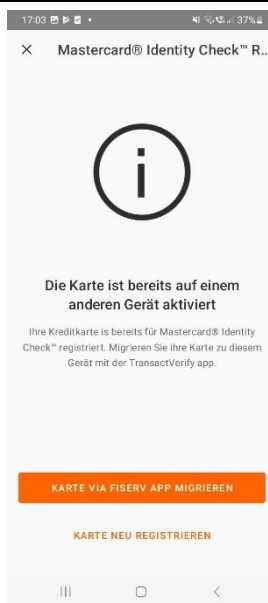 17:03 37%
Mastercard® Identity Check™ R..
Die Karte ist bereits auf einem
anderen Gerät aktiviert
Ihre Kreditkarte is bereits für Mastercard® Identity
Check™ registriert. Migrieren Sie ihre Karte zu diesem
Gerät mit der TransactVerify app.
KARTE VIA FISERV APP MIGRIEREN
KARTE NEU REGISTRIEREN